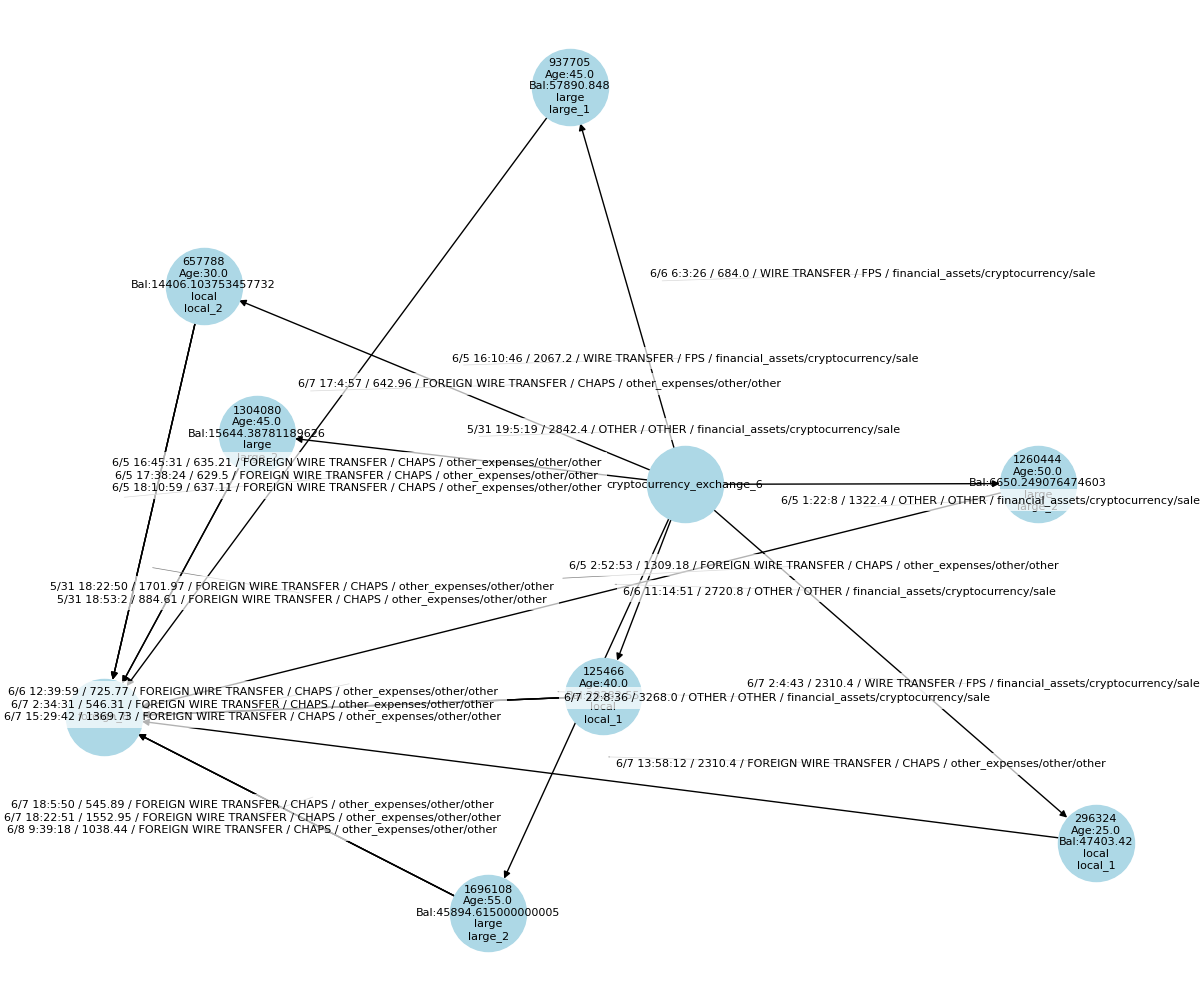 937705
Age:45.0
Bal:57890.848
large
large_1
657788
Age:30.0
Bal:14406.103753457732
local
local_2
6/6 6:3:26 / 684.0 / WIRE TRANSFER / FPS / financial_assets/cryptocurrency/sale
6/5 16:10:46 / 2067.2 / WIRE TRANSFER / FPS / financial_assets/cryptocurrency/sale
6/7 17:4:57 / 642.96 / FOREIGN WIRE TRANSFER / CHAPS / other_expenses/other/other
1304080
Age:45.0
Bal:15644.38781189626
large
large_2
5/31 19:5:19 / 2842.4 / OTHER / OTHER / financial_assets/cryptocurrency/sale
6/5 16:45:31 / 635.21 / FOREIGN WIRE TRANSFER / CHAPS / other_expenses/other/other
6/5 17:38:24 / 629.5 / FOREIGN WIRE TRANSFER / CHAPS / other_expenses/other/other
6/5 18:10:59 / 637.11 / FOREIGN WIRE TRANSFER / CHAPS / other_expenses/other/other
cryptocurrency_exchange_6
1260444
Age:50.0
Bal:6650.249076474603
large
large_2
6/5 1:22:8 / 1322.4 / OTHER / OTHER / financial_assets/cryptocurrency/sale
6/5 2:52:53 / 1309.18 / FOREIGN WIRE TRANSFER / CHAPS / other_expenses/other/other
5/31 18:22:50 / 1701.97 / FOREIGN WIRE TRANSFER / CHAPS / other_expenses/other/other
5/31 18:53:2 / 884.61 / FOREIGN WIRE TRANSFER / CHAPS / other_expenses/other/other
6/6 11:14:51 / 2720.8 / OTHER / OTHER / financial_assets/cryptocurrency/sale
125466
Age:40.0
local
local_1
6/7 2:4:43 / 2310.4 / WIRE TRANSFER / FPS / financial_assets/cryptocurrency/sale
6/7 22:8:36 / 3268.0 / OTHER / OTHER / financial_assets/cryptocurrency/sale
6/6 12:39:59 / 725.77 / FOREIGN WIRE TRANSFER / CHAPS / other_expenses/other/other
6/7 2:34:31 / 546.31 / FOREIGN WIRE TRANSFER / CHAPS / other_expenses/other/other
6/7 15:29:42 / 1369.73 / FOREIGN WIRE TRANSFER / CHAPS / other_expenses/other/other
6/7 13:58:12 / 2310.4 / FOREIGN WIRE TRANSFER / CHAPS / other_expenses/other/other
6/7 18:5:50 / 545.89 / FOREIGN WIRE TRANSFER / CHAPS / other_expenses/other/other
6/7 18:22:51 / 1552.95 / FOREIGN WIRE TRANSFER / CHAPS / other_expenses/other/other
6/8 9:39:18 / 1038.44 / FOREIGN WIRE TRANSFER / CHAPS / other_expenses/other/other
296324
Age:25.0
Bal:47403.42
local
local_1
1696108
Age:55.0
Bal:45894.615000000005
large
large_2